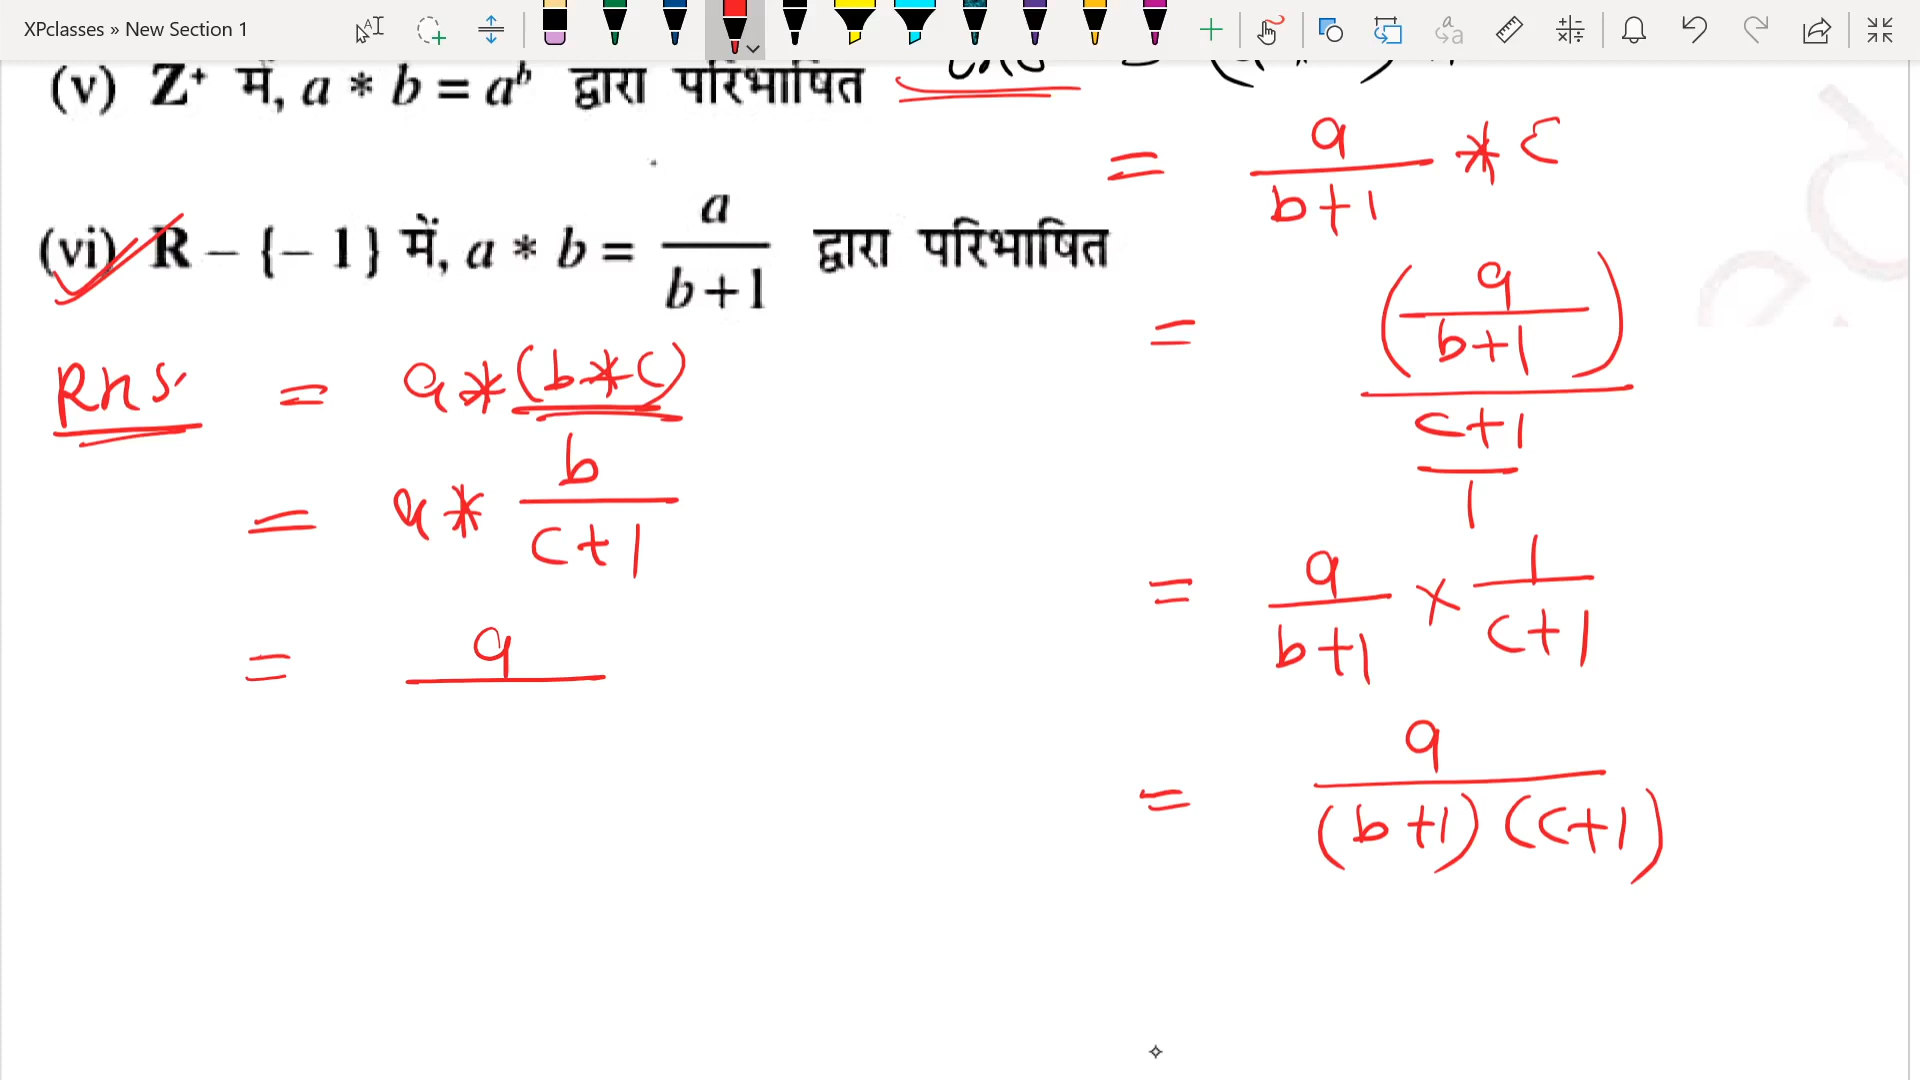 XPclasses » New Section 1
(v) Z⁺ में, a * b = aᵇ द्वारा परिभाषित
(vi) R – {– 1} में, a * b = a/(b+1) द्वारा परिभाषित
RHS = a*(b*c)
= a* b/(c+1)
= a
= a/(b+1) * c
= (a/(b+1))/((c+1)/1)
= a/(b+1) × 1/(c+1)
= a/((b+1)(c+1))